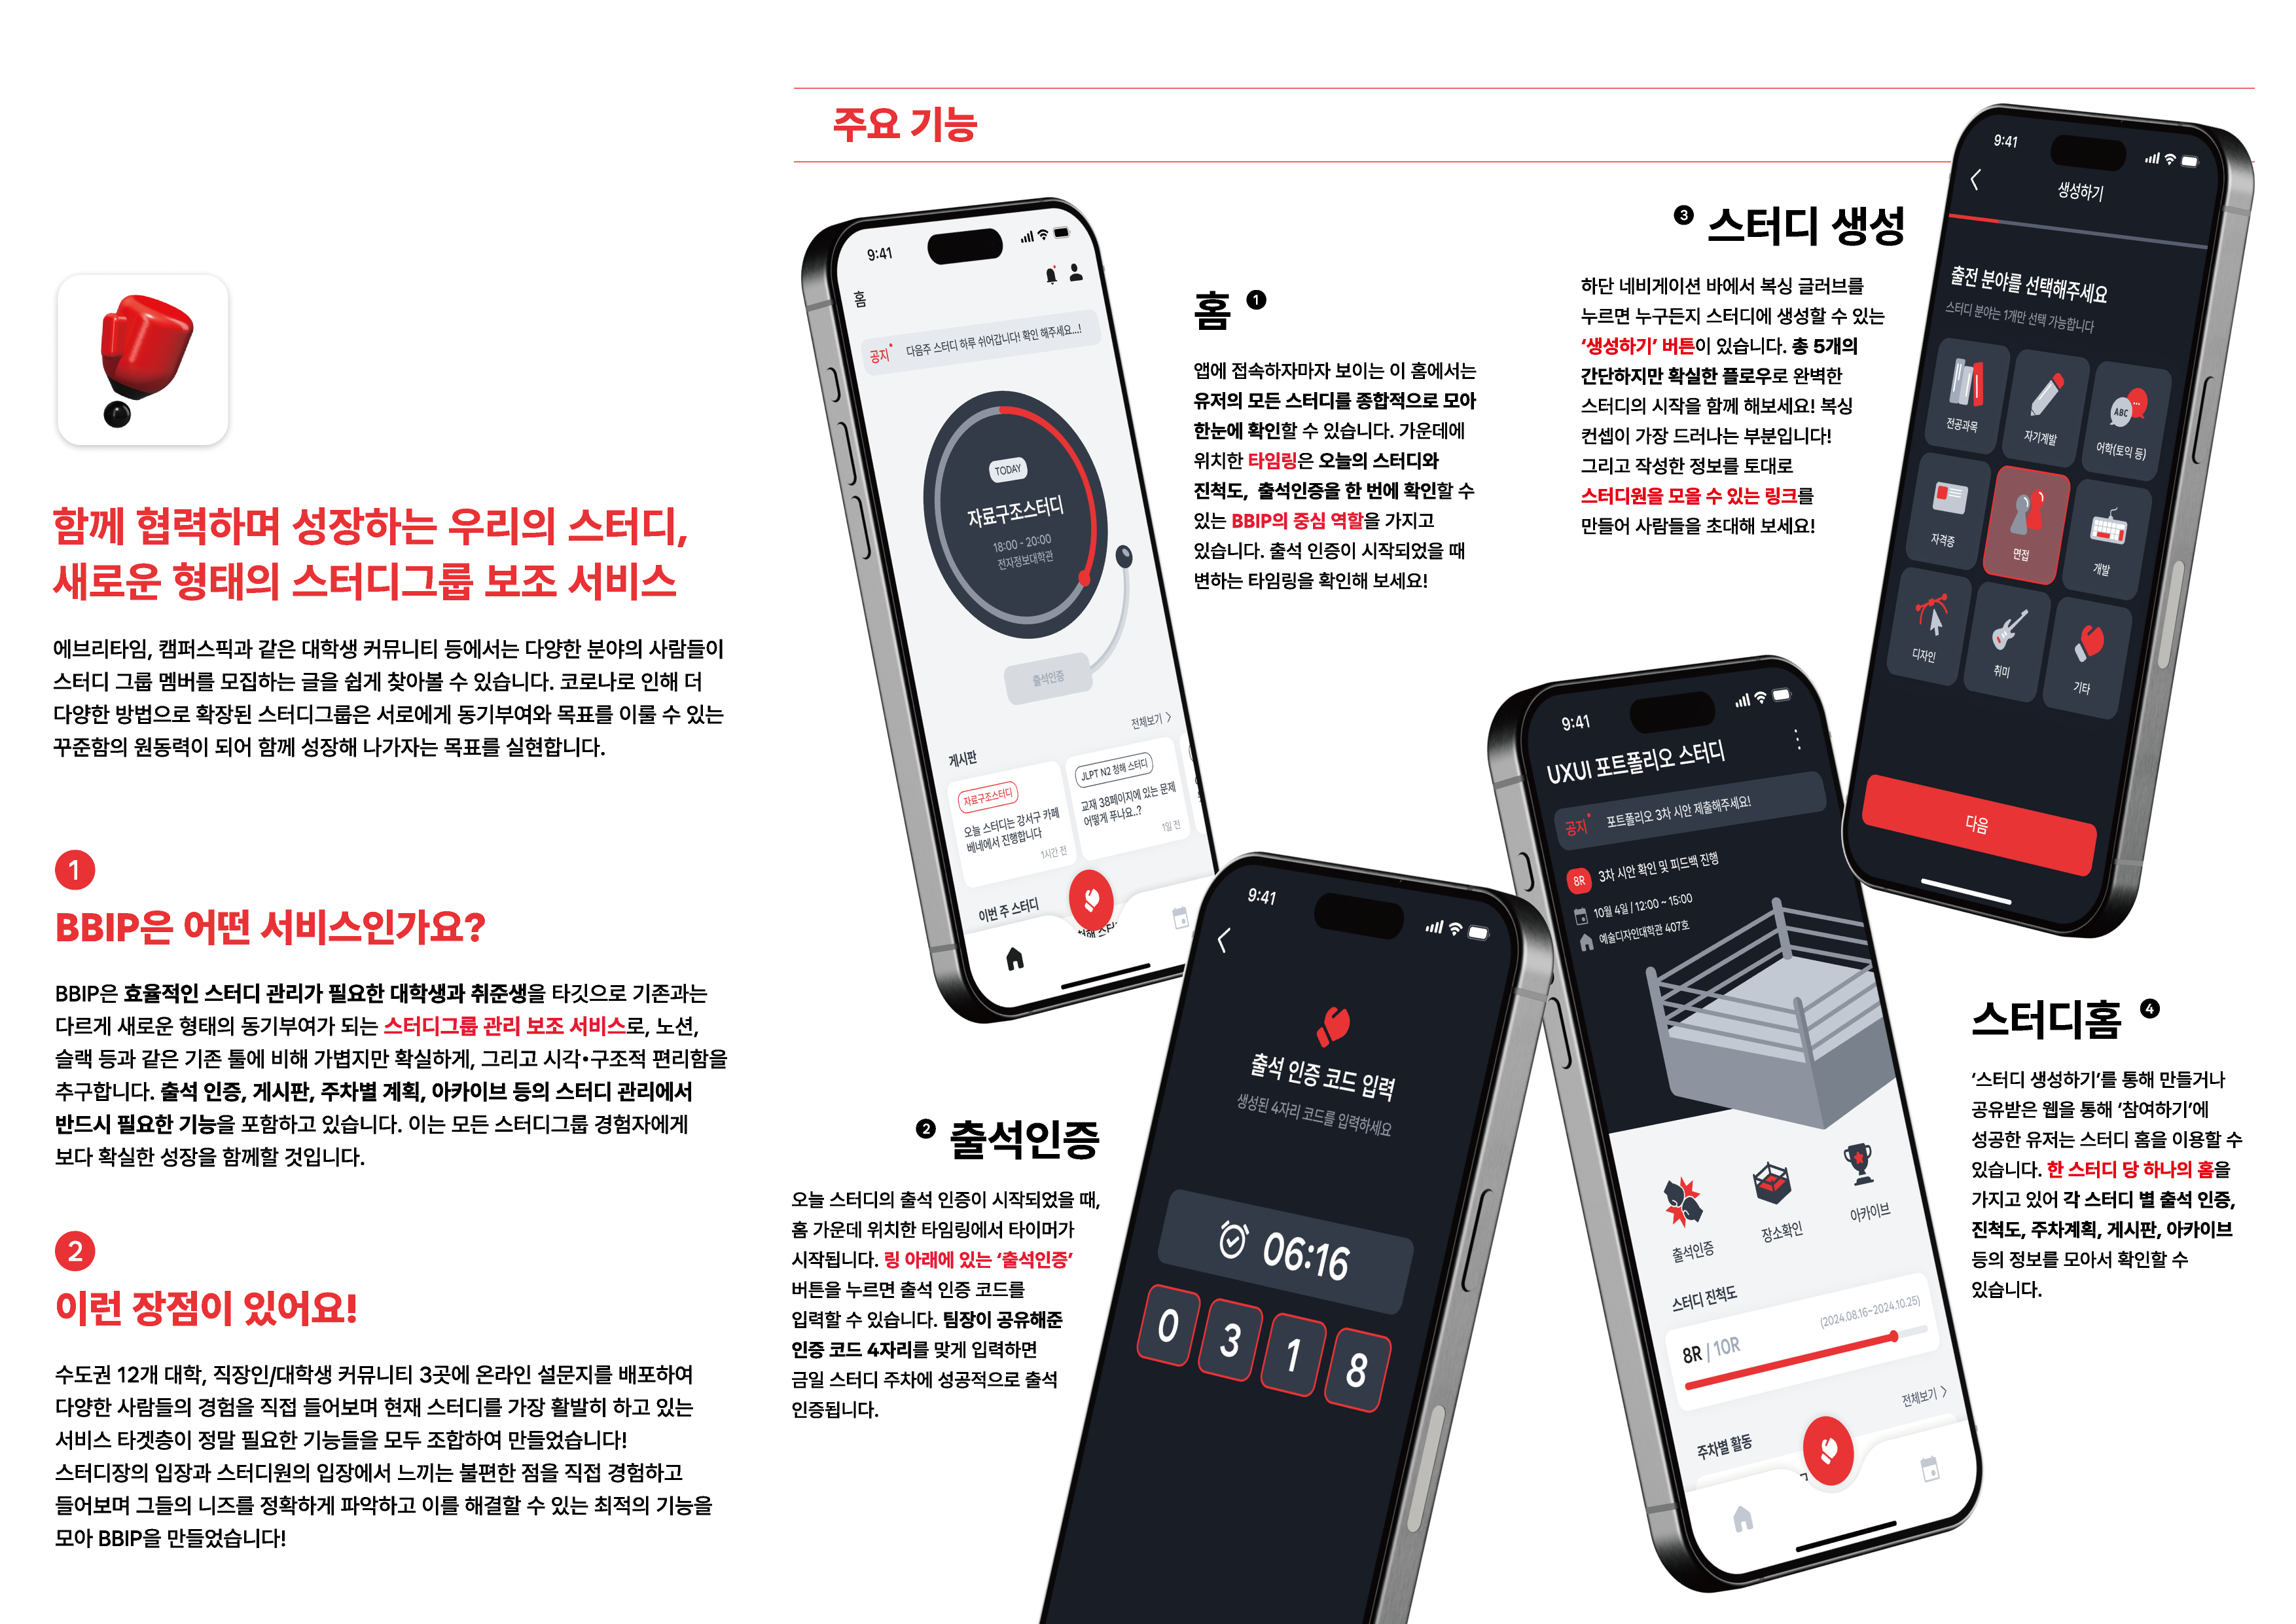 함께 협력하며 성장하는 우리의 스터디,
새로운 형태의 스터디그룹 보조 서비스
에브리타임, 캠퍼스픽과 같은 대학생 커뮤니티 등에서는 다양한 분야의 사람들이
스터디 그룹 멤버를 모집하는 글을 쉽게 찾아볼 수 있습니다. 코로나로 인해 더
다양한 방법으로 확장된 스터디그룹은 서로에게 동기부여와 목표를 이룰 수 있는
꾸준함의 원동력이 되어 함께 성장해 나가자는 목표를 실현합니다.
1
BBIP은 어떤 서비스인가요?
BBIP은 효율적인 스터디 관리가 필요한 대학생과 취준생을 타깃으로 기존과는
다르게 새로운 형태의 동기부여가 되는 스터디그룹 관리 보조 서비스로, 노션,
슬랙 등과 같은 기존 툴에 비해 가볍지만 확실하게, 그리고 시각•구조적 편리함을
추구합니다. 출석 인증, 게시판, 주차별 계획, 아카이브 등의 스터디 관리에서
반드시 필요한 기능을 포함하고 있습니다. 이는 모든 스터디그룹 경험자에게
보다 확실한 성장을 함께할 것입니다.
2
이런 장점이 있어요!
수도권 12개 대학, 직장인/대학생 커뮤니티 3곳에 온라인 설문지를 배포하여
다양한 사람들의 경험을 직접 들어보며 현재 스터디를 가장 활발히 하고 있는
서비스 타겟층이 정말 필요한 기능들을 모두 조합하여 만들었습니다!
스터디장의 입장과 스터디원의 입장에서 느끼는 불편한 점을 직접 경험하고
들어보며 그들의 니즈를 정확하게 파악하고 이를 해결할 수 있는 최적의 기능을
모아 BBIP을 만들었습니다!
주요 기능
9:41
홈
공지
다음주 스터디 하루 쉬어갑니다! 확인 해주세요...!
TODAY
자료구조스터디
18:00 - 20:00
전자정보대학관
출석인증
전체보기
게시판
자료구조스터디
오늘 스터디는 강서구 카페
베네에서 진행합니다
1시간 전
JLPT N2 청해 스터디
교재 38페이지에 있는 문제
어떻게 푸나요..?
1일 전
이번 주 스터디
홈 1
앱에 접속하자마자 보이는 이 홈에서는
유저의 모든 스터디를 종합적으로 모아
한눈에 확인할 수 있습니다. 가운데에
위치한 타임링은 오늘의 스터디와
진척도, 출석인증을 한 번에 확인할 수
있는 BBIP의 중심 역할을 가지고
있습니다. 출석 인증이 시작되었을 때
변하는 타임링을 확인해 보세요!
2 출석인증
오늘 스터디의 출석 인증이 시작되었을 때,
홈 가운데 위치한 타임링에서 타이머가
시작됩니다. 링 아래에 있는 ‘출석인증’
버튼을 누르면 출석 인증 코드를
입력할 수 있습니다. 팀장이 공유해준
인증 코드 4자리를 맞게 입력하면
금일 스터디 주차에 성공적으로 출석
인증됩니다.
9:41
출석 인증 코드 입력
생성된 4자리 코드를 입력하세요
06:16
0 3 1 8
3 스터디 생성
하단 네비게이션 바에서 복싱 글러브를
누르면 누구든지 스터디에 생성할 수 있는
‘생성하기’ 버튼이 있습니다. 총 5개의
간단하지만 확실한 플로우로 완벽한
스터디의 시작을 함께 해보세요! 복싱
컨셉이 가장 드러나는 부분입니다!
그리고 작성한 정보를 토대로
스터디원을 모을 수 있는 링크를
만들어 사람들을 초대해 보세요!
9:41
생성하기
출전 분야를 선택해주세요
스터디 분야는 1개만 선택 가능합니다
전공과목
자기계발
ABC
어학(토익 등)
자격증
면접
개발
디자인
취미
기타
다음
9:41
UXUI 포트폴리오 스터디
공지
포트폴리오 3차 시안 제출해주세요!
8R 3차 시안 확인 및 피드백 진행
10월 4일 / 12:00 ~ 15:00
예술디자인대학관 407호
출석인증
장소확인
아카이브
스터디 진척도
(2024.08.16~2024.10.25)
8R | 10R
전체보기
주차별 활동
스터디홈 4
‘스터디 생성하기’를 통해 만들거나
공유받은 웹을 통해 ‘참여하기’에
성공한 유저는 스터디 홈을 이용할 수
있습니다. 한 스터디 당 하나의 홈을
가지고 있어 각 스터디 별 출석 인증,
진척도, 주차계획, 게시판, 아카이브
등의 정보를 모아서 확인할 수
있습니다.